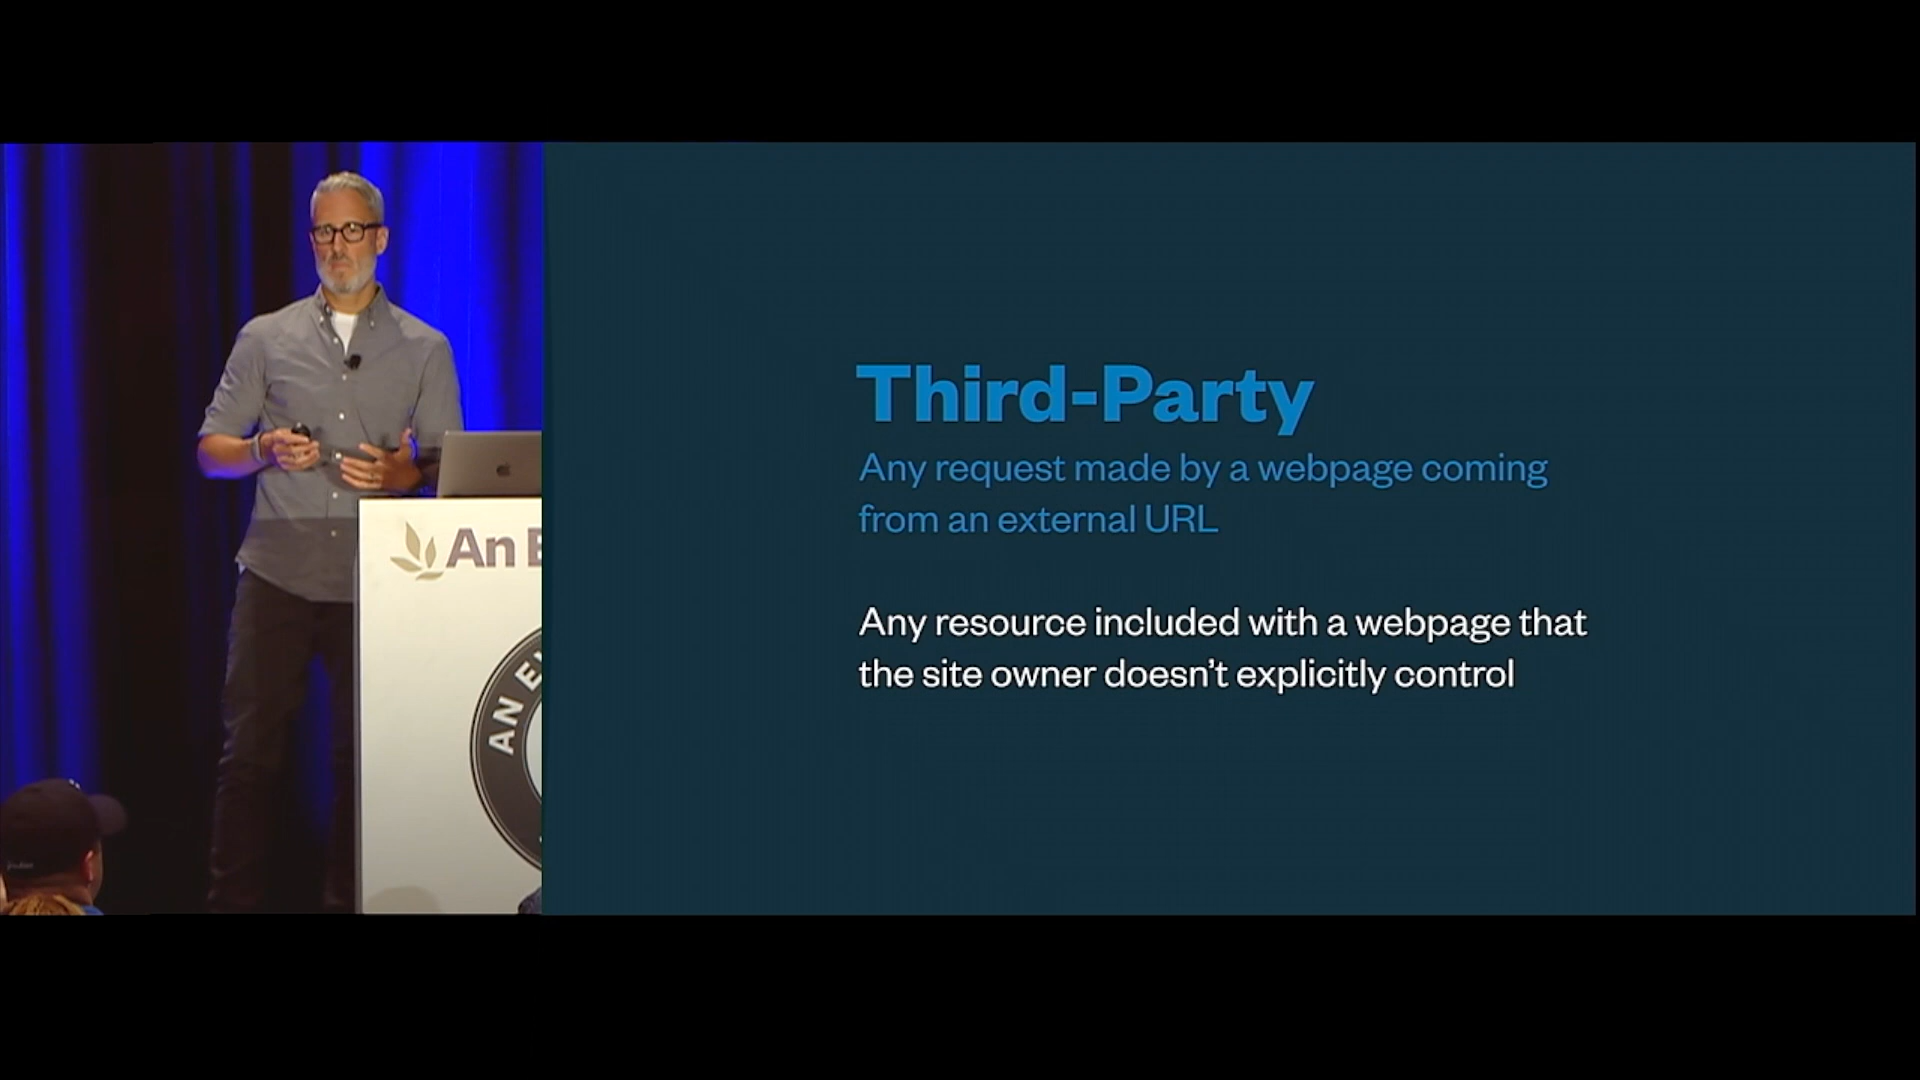 Third-Party
Any request made by a webpage coming
from an external URL
Any resource included with a webpage that
the site owner doesn’t explicitly control
An
AN